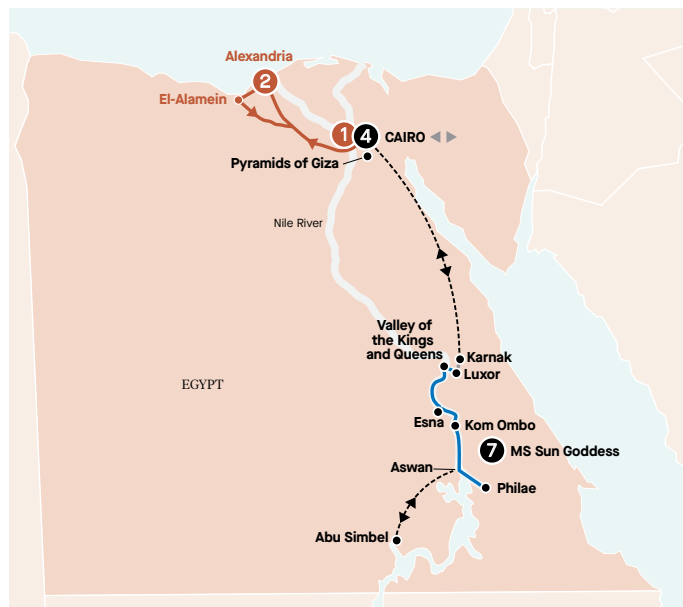 Alexandria
2
El-Alamein
1
4
CAIRO
Pyramids of Giza
Nile River
Valley of
the Kings
and Queens
Karnak
Luxor
EGYPT
Esna
Kom Ombo
7
MS Sun Goddess
Aswan
Philae
Abu Simbel